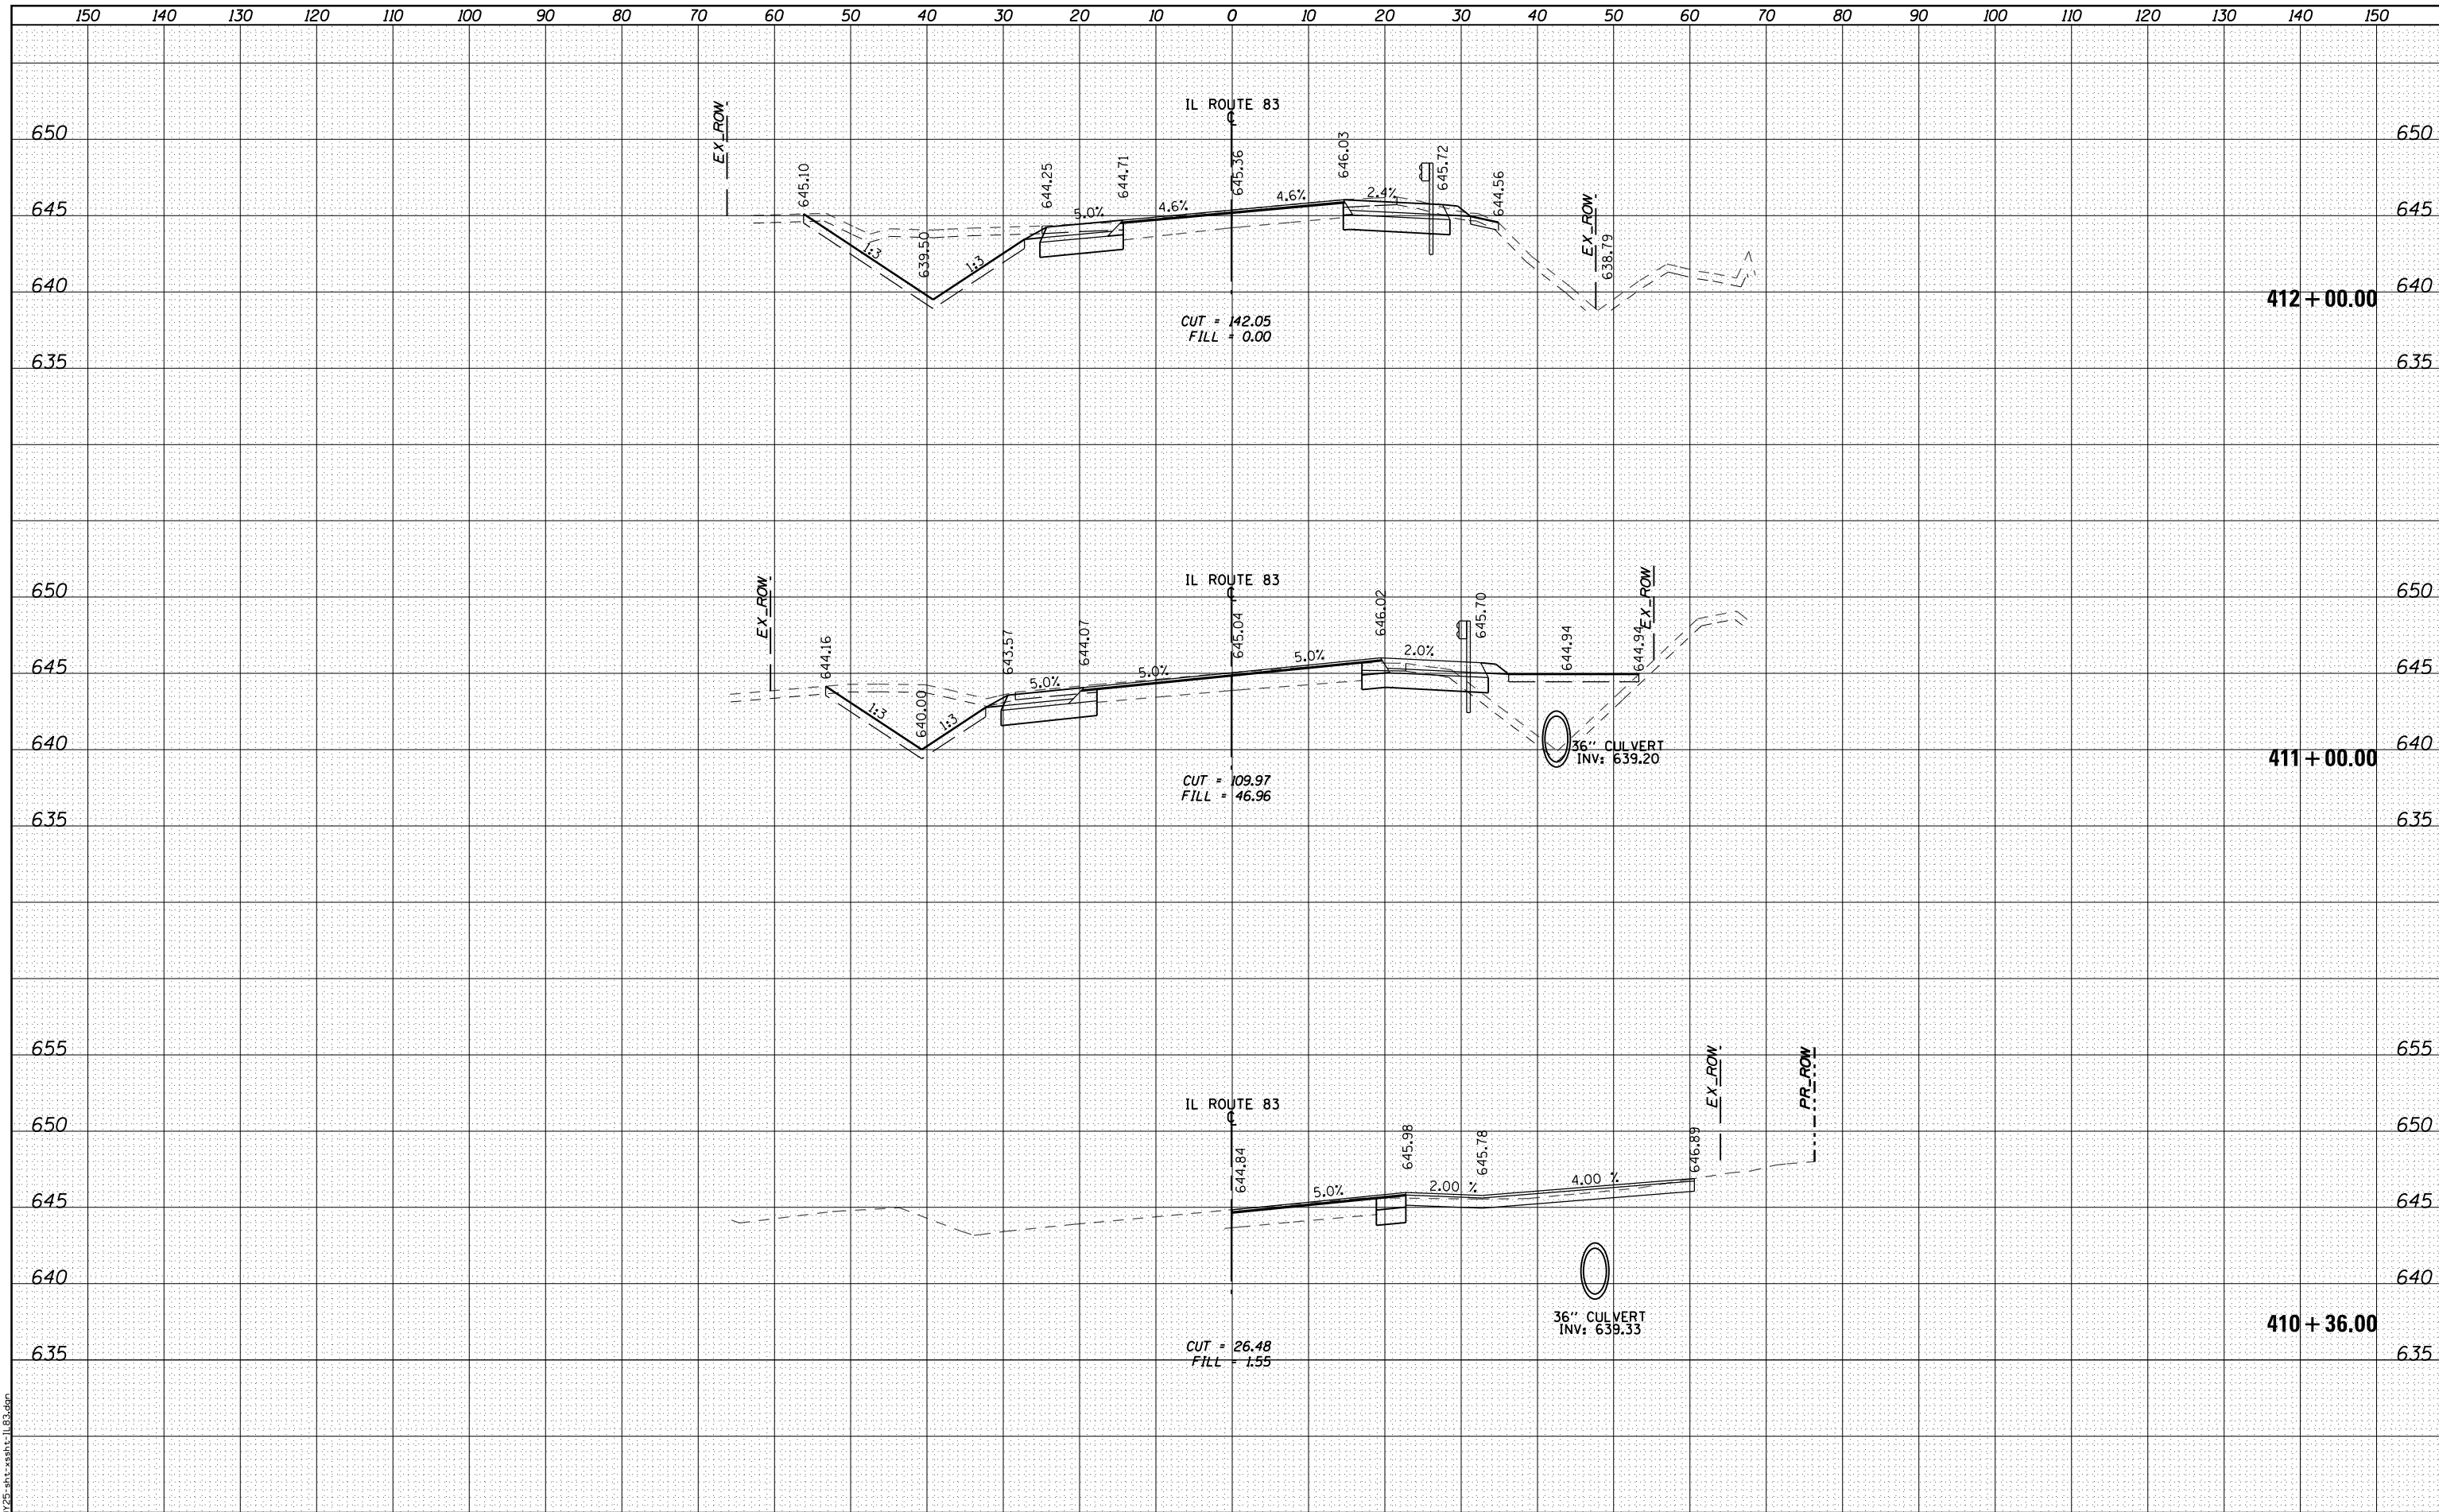 150 140 130 120 110 100 90 80 70 60 50 40 30 20 10 0 10 20 30 40 50 60 70 80 90 100 110 120 130 140 150
IL ROUTE 83
℄
EX_ROW
650 650
645.10 644.25 644.71 645.36 646.03 645.72 644.56
EX_ROW
638.79
645 645
5.0% 4.6% 4.6% 2.4%
1:3 639.50 1:3
640 640
412+00.00
CUT = 142.05
FILL = 0.00
635 635
IL ROUTE 83
℄
EX_ROW EX_ROW
650 650
644.16 643.57 644.07 645.04 646.02 645.70 644.94 644.94
645 645
5.0% 5.0% 5.0% 2.0%
1:3 640.00 1:3
640 640
36" CULVERT
INV: 639.20
411+00.00
CUT = 109.97
FILL = 46.96
635 635
655 655
EX_ROW PR_ROW
IL ROUTE 83
℄
650 650
644.84 645.98 645.78 646.89
645 645
5.0% 2.00 % 4.00 %
640 640
36" CULVERT
INV: 639.33
410+36.00
CUT = 26.48
FILL = 1.55
635 635
Y25-sht-xssht-IL83.dgn